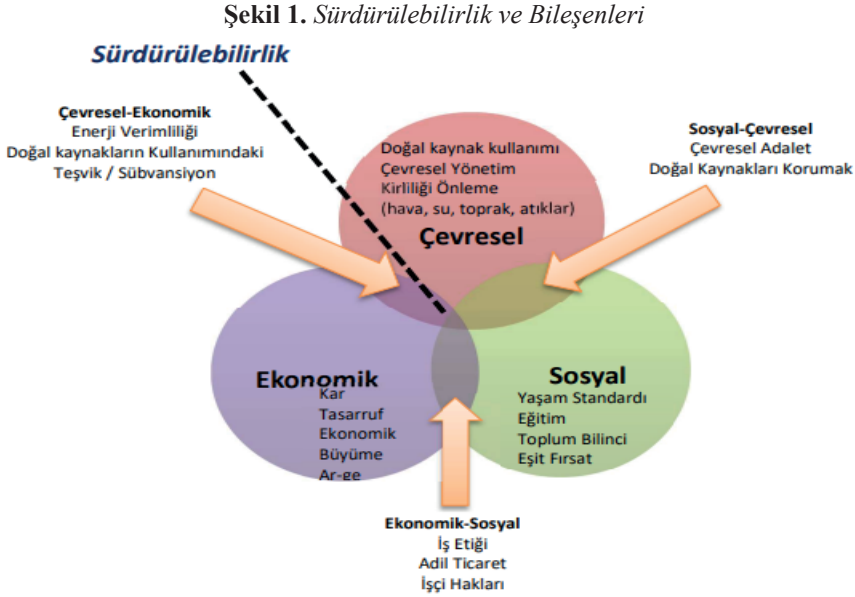 Şekil 1. Sürdürülebilirlik ve Bileşenleri
Sürdürülebilirlik
Çevresel-Ekonomik
Enerji Verimliliği
Doğal kaynakların Kullanımındaki
Teşvik / Sübvansiyon
Doğal kaynak kullanımı
Çevresel Yönetim
Kirliliği Önleme
(hava, su, toprak, atıklar)
Çevresel
Sosyal-Çevresel
Çevresel Adalet
Doğal Kaynakları Korumak
Ekonomik
Kar
Tasarruf
Ekonomik
Büyüme
Ar-ge
Sosyal
Yaşam Standardı
Eğitim
Toplum Bilinci
Eşit Fırsat
Ekonomik-Sosyal
İş Etiği
Adil Ticaret
İşçi Hakları